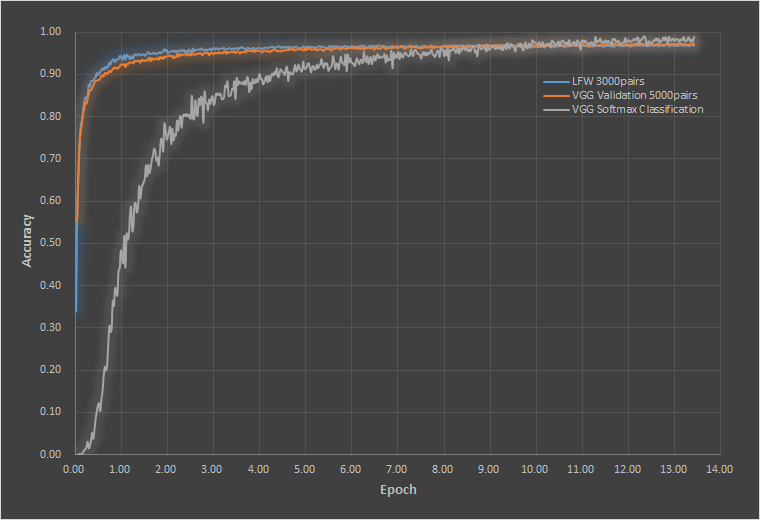 1.00
0.90
0.80
0.70
0.60
0.50
0.40
0.30
0.20
0.10
0.00
Accuracy
LFW 3000pairs
VGG Validation 5000pairs
VGG Softmax Classification
0.00 1.00 2.00 3.00 4.00 5.00 6.00 7.00 8.00 9.00 10.00 11.00 12.00 13.00 14.00
Epoch